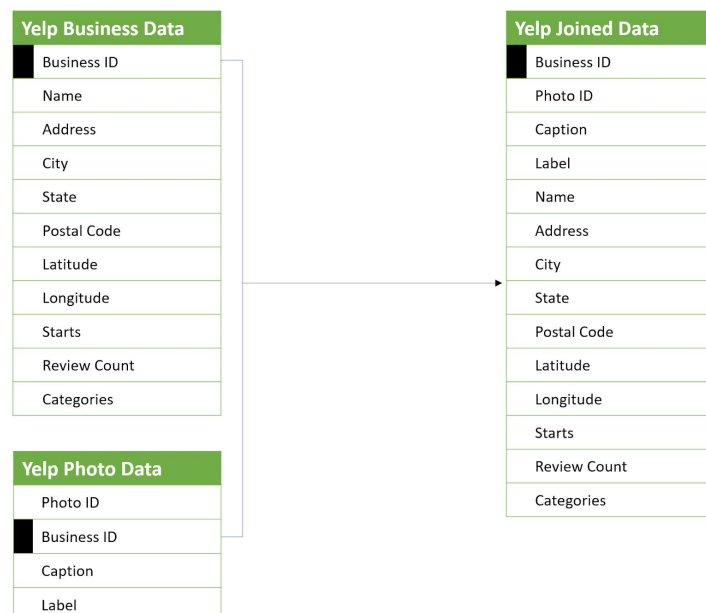 Yelp Business Data
Business ID
Name
Address
City
State
Postal Code
Latitude
Longitude
Starts
Review Count
Categories
Yelp Photo Data
Photo ID
Business ID
Caption
Label
Yelp Joined Data
Business ID
Photo ID
Caption
Label
Name
Address
City
State
Postal Code
Latitude
Longitude
Starts
Review Count
Categories